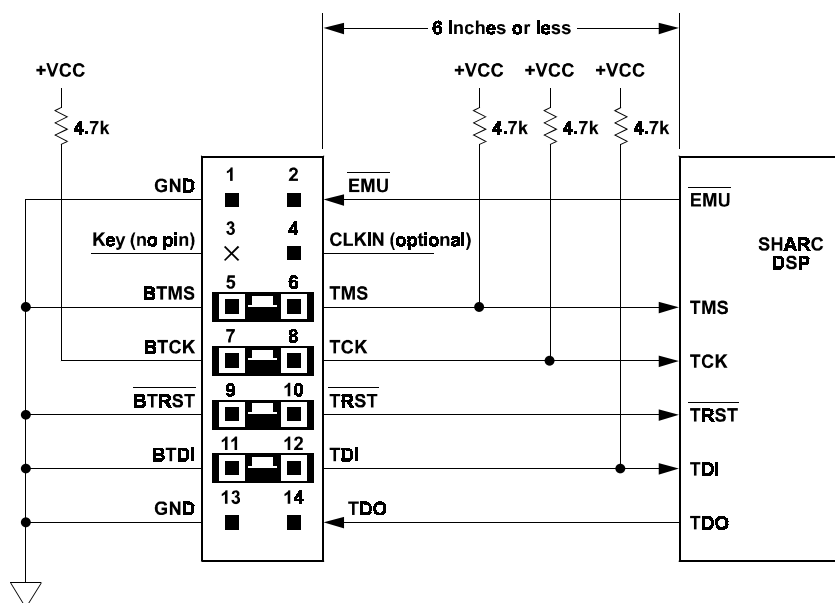 6 Inches or less
+VCC
+VCC
+VCC
+VCC
4.7k
4.7k
4.7k
4.7k
GND
1
2
EMU
EMU
Key (no pin)
3
4
CLKIN (optional)
SHARC
DSP
BTMS
5
6
TMS
TMS
BTCK
7
8
TCK
TCK
BTRST
9
10
TRST
TRST
BTDI
11
12
TDI
TDI
GND
13
14
TDO
TDO